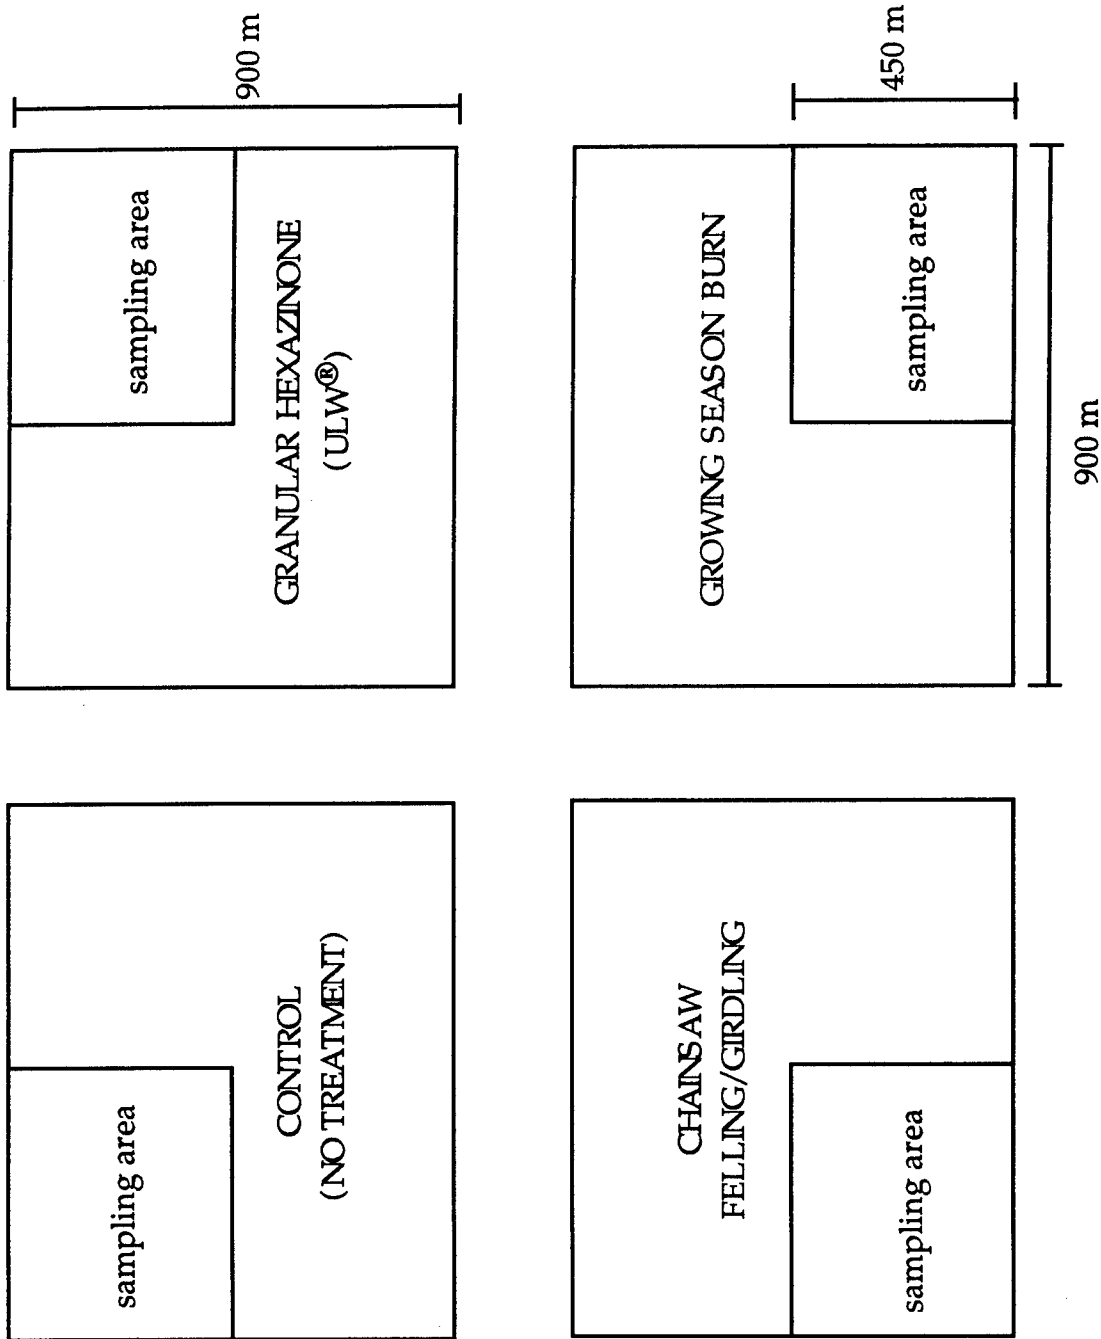 sampling area
sampling area
900 m
CONTROL
(NO TREATMENT)
GRANULAR HEXAZINONE
(ULW®)
CHAINSAW
FELLING/GIRDLING
GROWING SEASON BURN
sampling area
sampling area
450 m
900 m